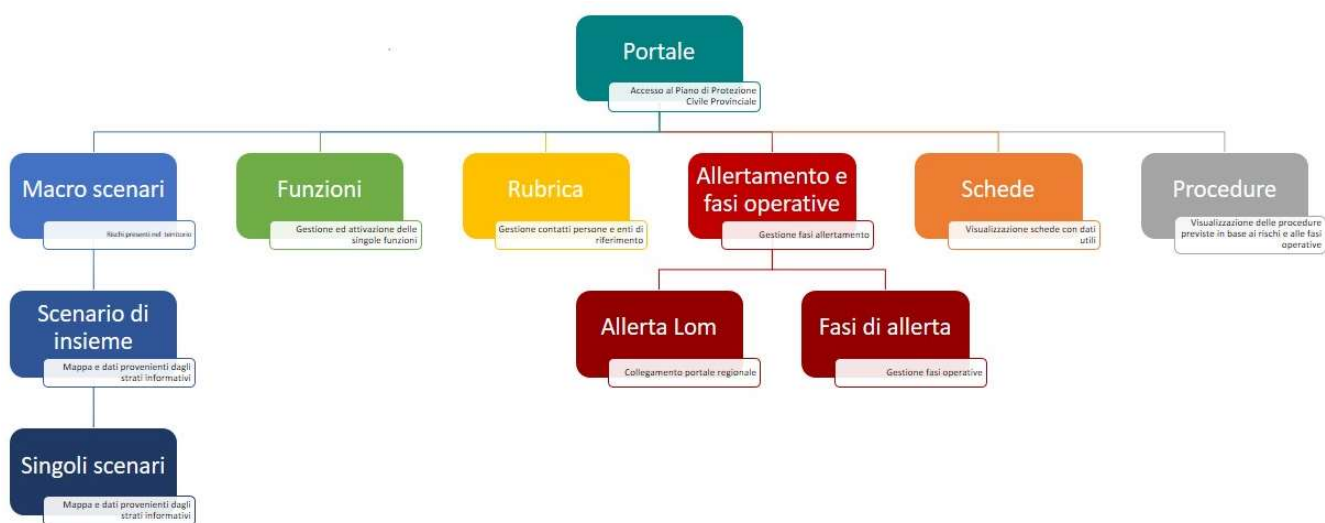 Portale
Accesso al Piano di Protezione
Civile Provinciale
Macro scenari
Rischi presenti nel territorio
Funzioni
Gestione ed attivazione delle
singole funzioni
Rubrica
Gestione contatti persone e enti di
riferimento
Allertamento e
fasi operative
Gestione fasi allertamento
Schede
Visualizzazione schede con dati
utili
Procedure
Visualizzazione delle procedure
previste in base ai rischi e alle fasi
operative
Scenario di
insieme
Mappa e dati provenienti dagli
strati informativi
Allerta Lom
Collegamento portale regionale
Fasi di allerta
Gestione fasi operative
Singoli scenari
Mappa e dati provenienti dagli
strati informativi